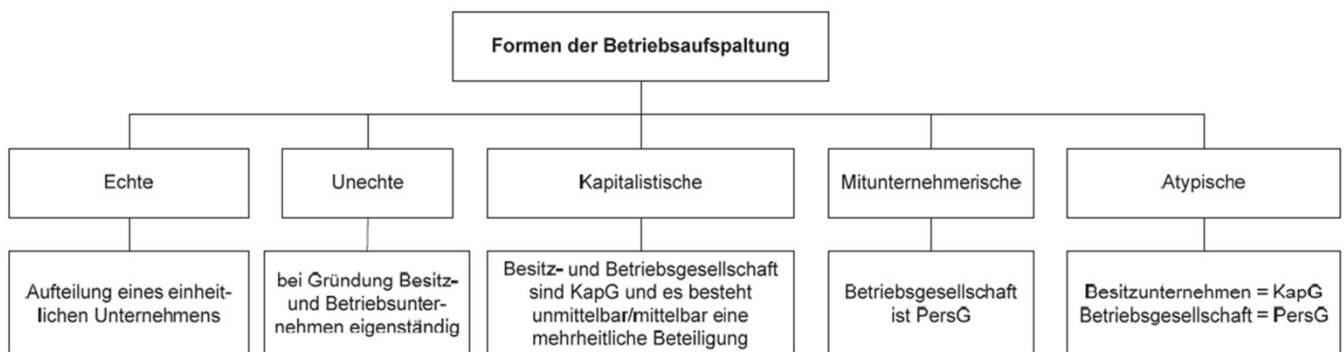 Formen der Betriebsaufspaltung
Echte
Unechte
Kapitalistische
Mitunternehmerische
Atypische
Aufteilung eines einheit-
lichen Unternehmens
bei Gründung Besitz-
und Betriebsunter-
nehmen eigenständig
Besitz- und Betriebsgesellschaft
sind KapG und es besteht
unmittelbar/mittelbar eine
mehrheitliche Beteiligung
Betriebsgesellschaft
ist PersG
Besitzunternehmen = KapG
Betriebsgesellschaft = PersG